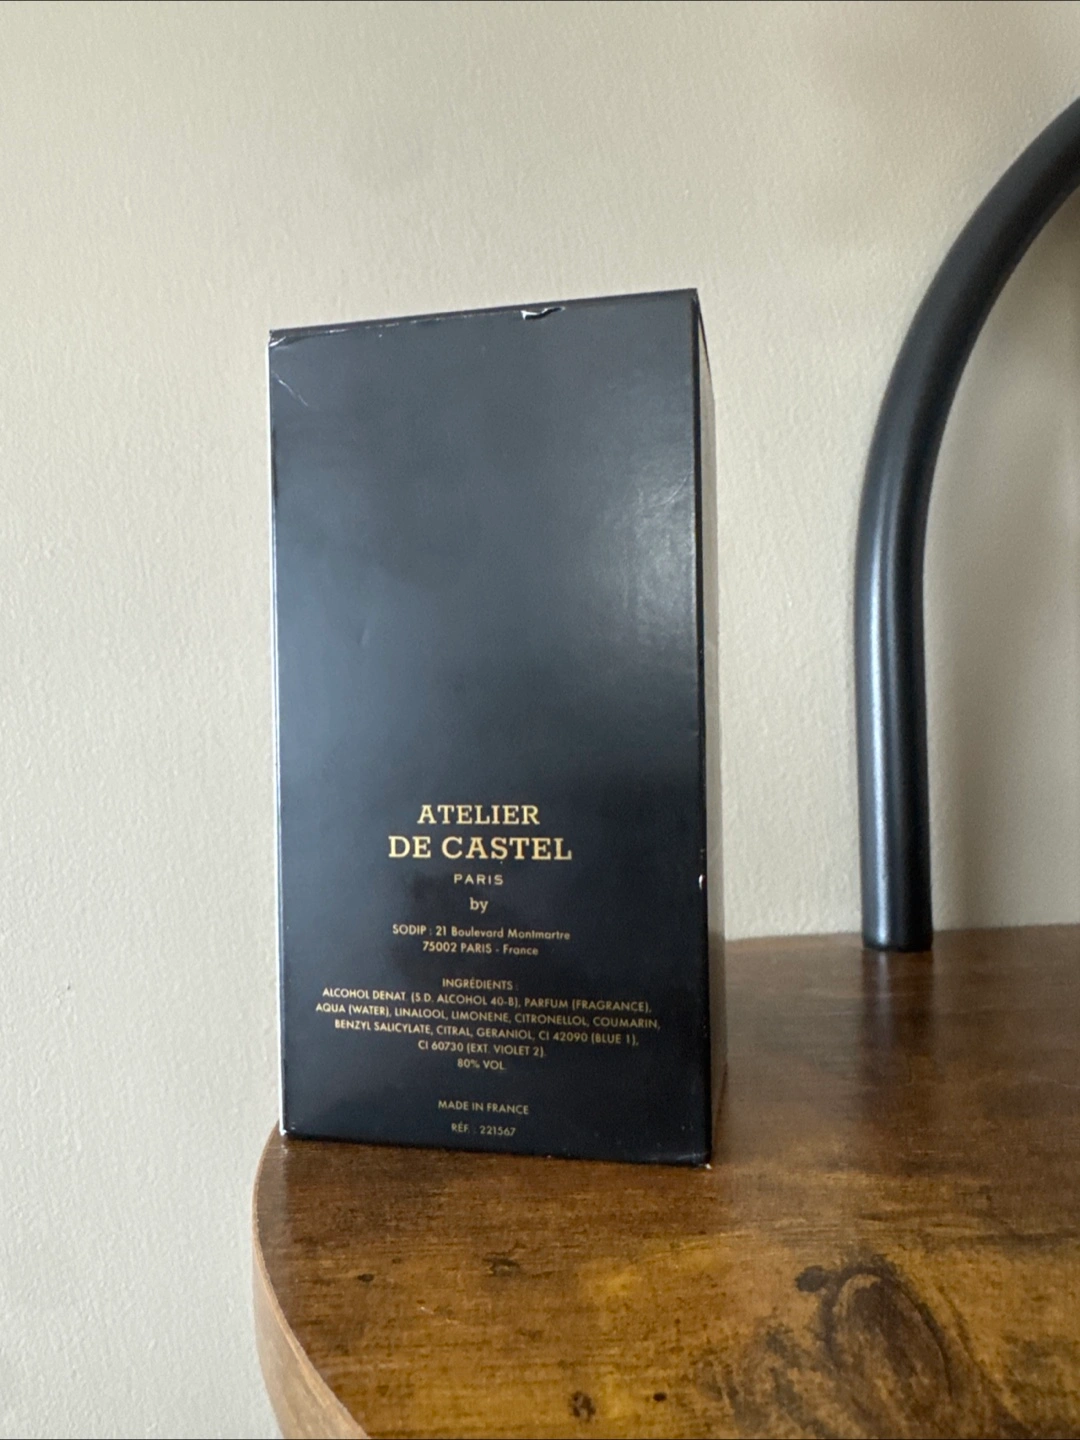 ATELIER
DE CASTEL
PARIS
by
SODIP : 21 Boulevard Montmartre
75002 PARIS - France
INGRÉDIENTS :
ALCOHOL DENAT. (S.D. ALCOHOL 40-B), PARFUM (FRAGRANCE),
AQUA (WATER), LINALOOL, LIMONENE, CITRONELLOL, COUMARIN,
BENZYL SALICYLATE, CITRAL, GERANIOL, CI 42090 (BLUE 1),
CI 60730 (EXT. VIOLET 2).
80% VOL.
MADE IN FRANCE
RÉF. : 221567